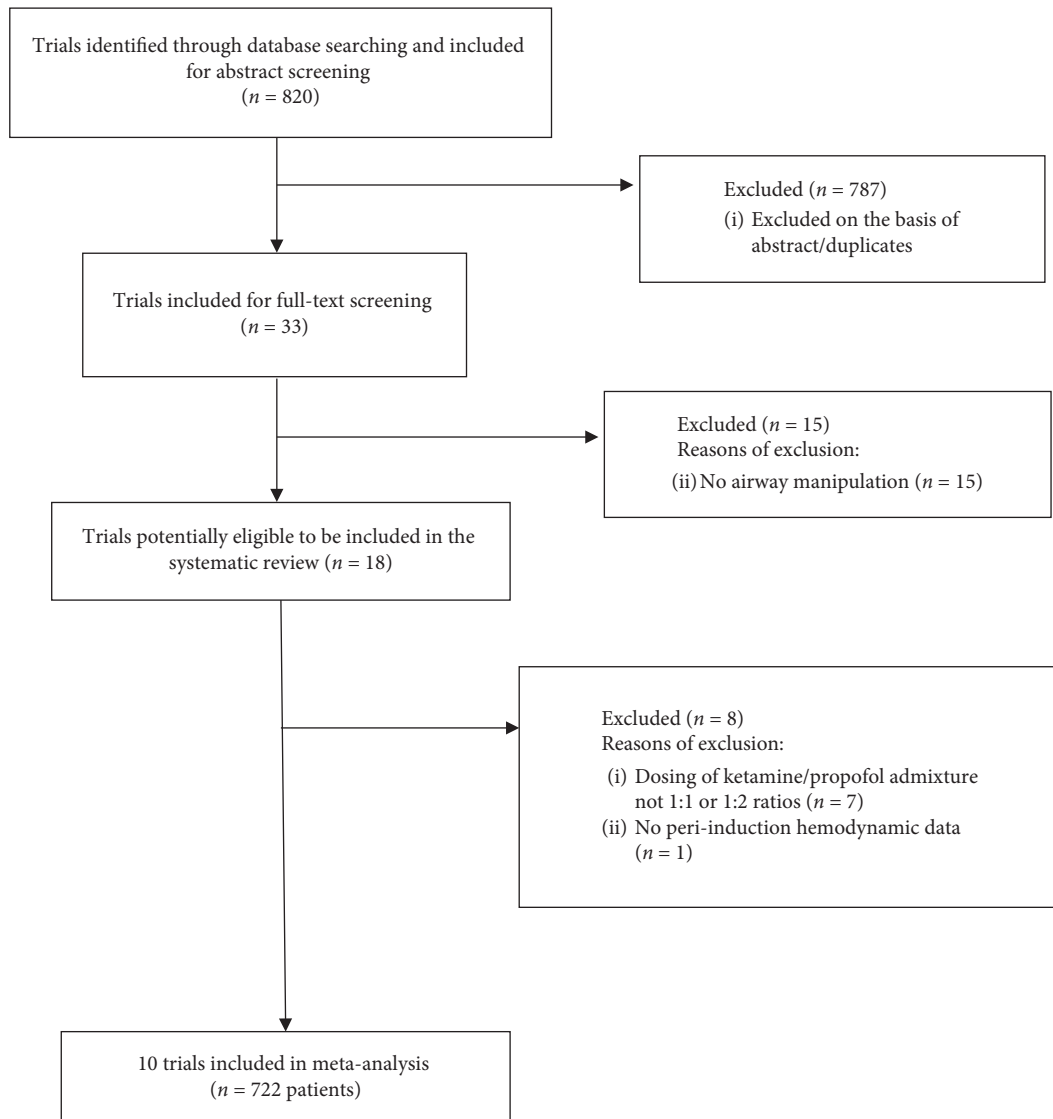 Trials identified through database searching and included
for abstract screening
(n = 820)
Excluded (n = 787)
(i) Excluded on the basis of
abstract/duplicates
Trials included for full-text screening
(n = 33)
Excluded (n = 15)
Reasons of exclusion:
(ii) No airway manipulation (n = 15)
Trials potentially eligible to be included in the
systematic review (n = 18)
Excluded (n = 8)
Reasons of exclusion:
(i) Dosing of ketamine/propofol admixture
not 1:1 or 1:2 ratios (n = 7)
(ii) No peri-induction hemodynamic data
(n = 1)
10 trials included in meta-analysis
(n = 722 patients)